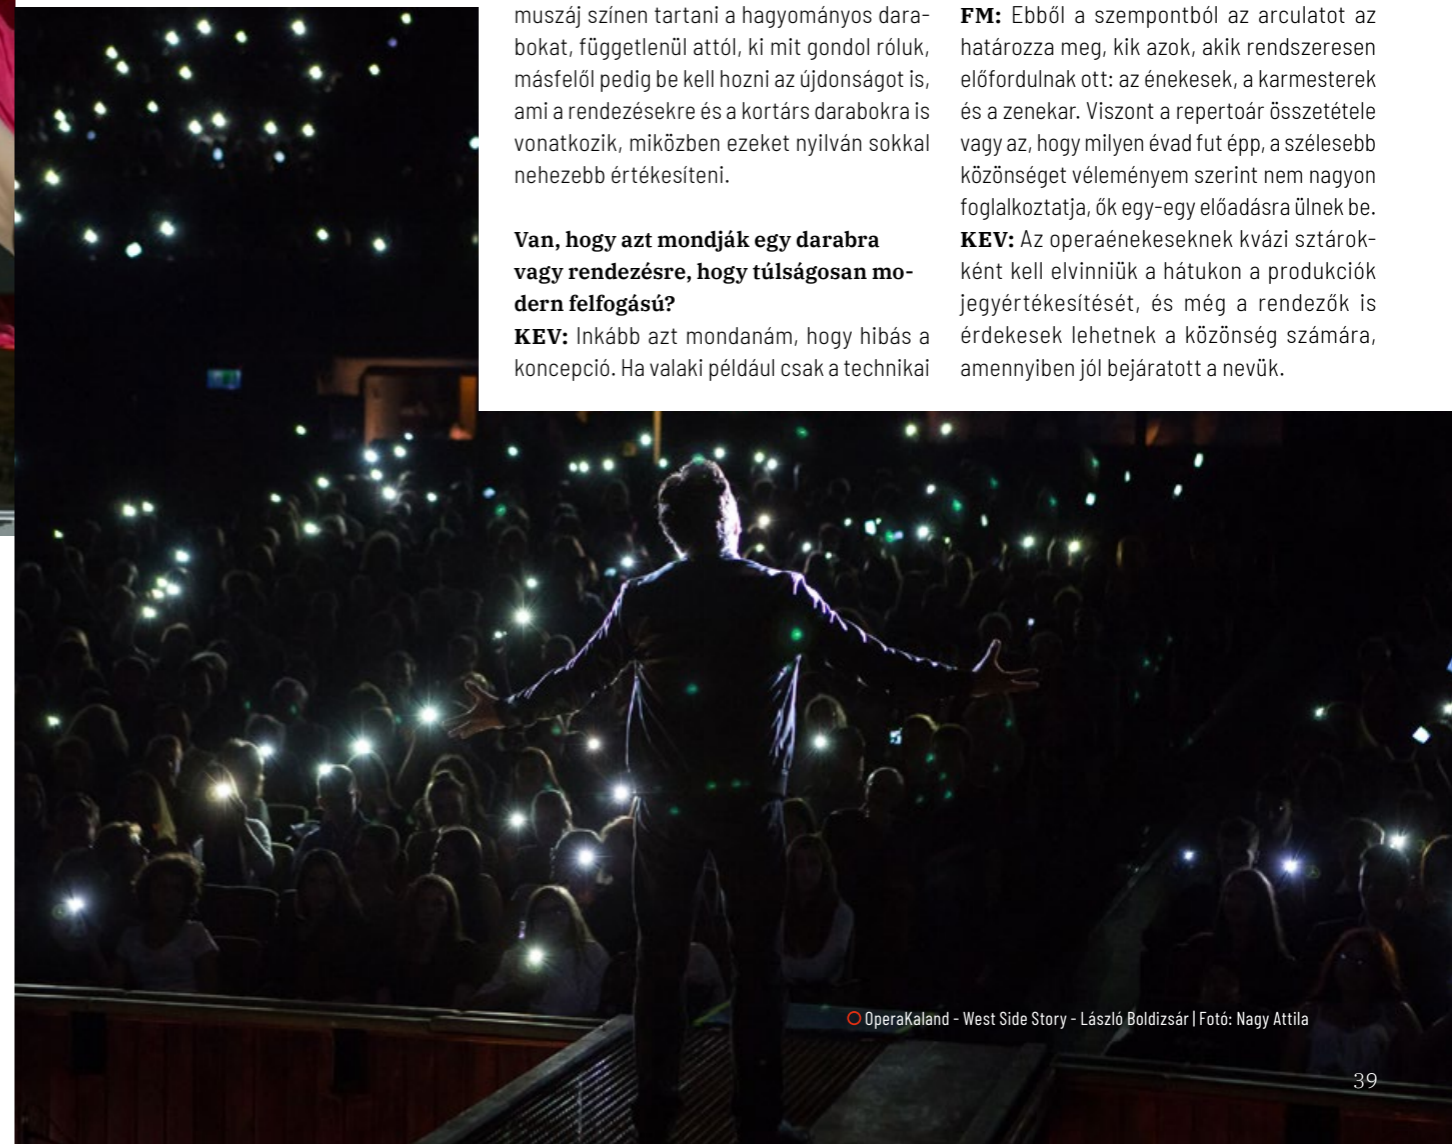 muszáj színen tartani a hagyományos dara-
bokat, függetlenül attól, ki mit gondol róluk,
másfelől pedig be kell hozni az újdonságot is,
ami a rendezésekre és a kortárs darabokra is
vonatkozik, miközben ezeket nyilván sokkal
nehezebb értékesíteni.
Van, hogy azt mondják egy darabra
vagy rendezésre, hogy túlságosan mo-
dern felfogású?
KEV: Inkább azt mondanám, hogy hibás a
koncepció. Ha valaki például csak a technikai
FM: Ebből a szempontból az arculatot az
határozza meg, kik azok, akik rendszeresen
előfordulnak ott: az énekesek, a karmesterek
és a zenekar. Viszont a repertoár összetétele
vagy az, hogy milyen évad fut épp, a szélesebb
közönséget véleményem szerint nem nagyon
foglalkoztatja, ők egy-egy előadásra ülnek be.
KEV: Az operaénekeseknek kvázi sztárok-
ként kell elvinniük a hátukon a produkciók
jegyértékesítését, és még a rendezők is
érdekesek lehetnek a közönség számára,
amennyiben jól bejáratott a nevük.
OperaKaland - West Side Story - László Boldizsár | Fotó: Nagy Attila
39